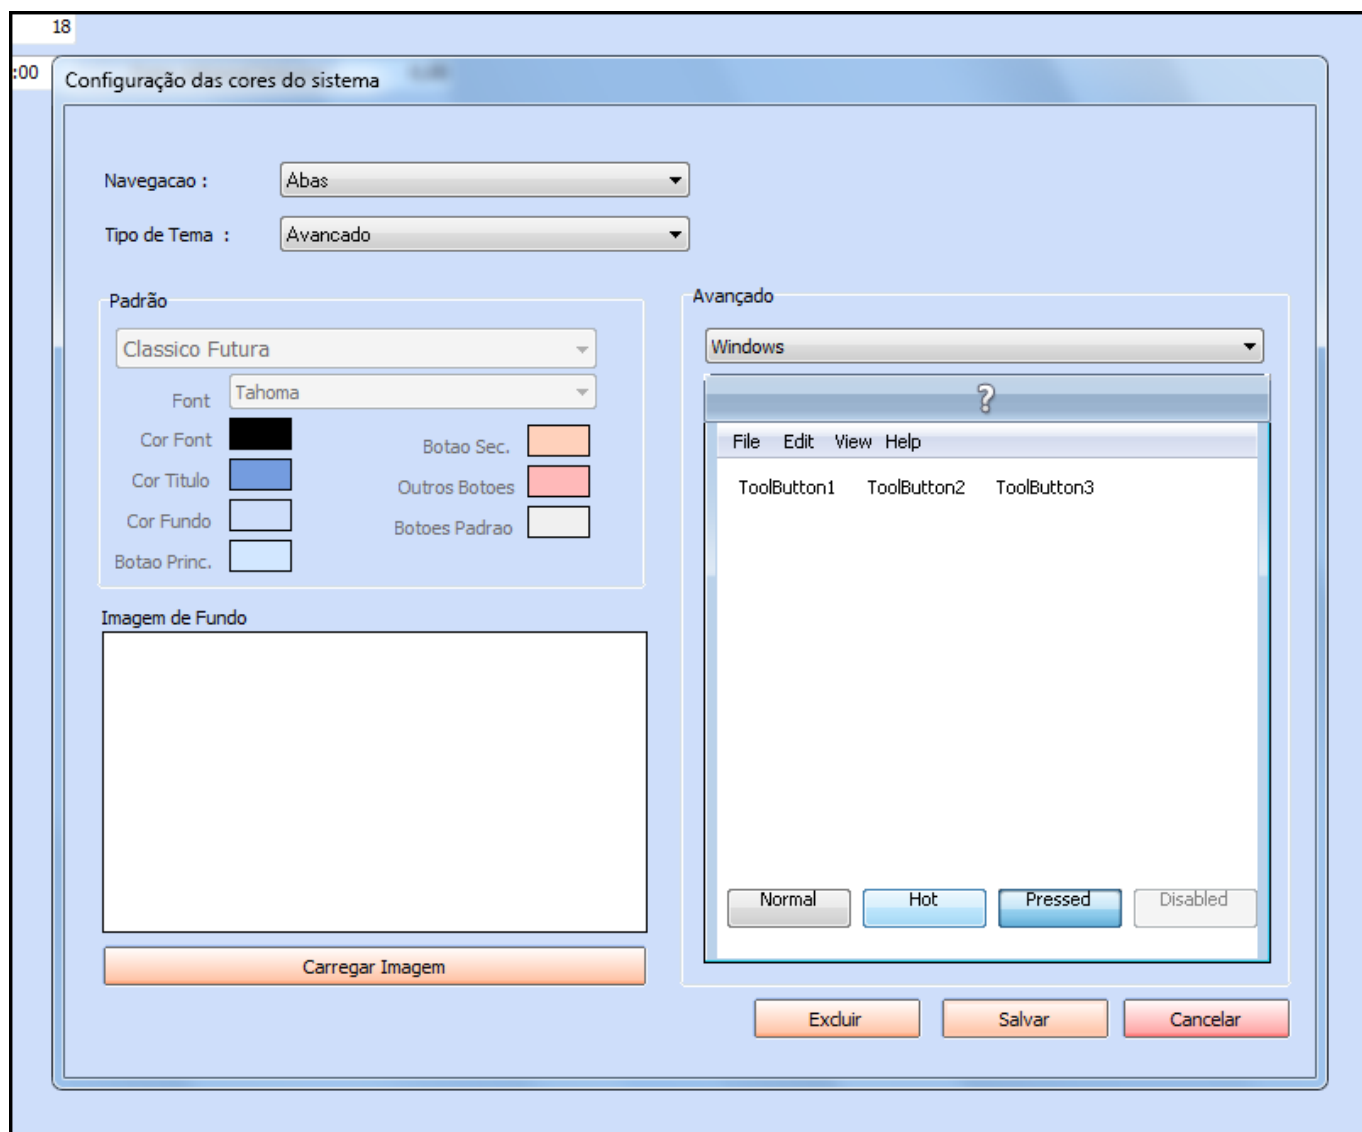 18
:00
Configuração das cores do sistema
Navegacao :
Abas
Tipo de Tema :
Avancado
Padrão
Classico Futura
Font
Tahoma
Cor Font
Botao Sec.
Cor Titulo
Outros Botoes
Cor Fundo
Botoes Padrao
Botao Princ.
Imagem de Fundo
Carregar Imagem
Avançado
Windows
?
File Edit View Help
ToolButton1 ToolButton2 ToolButton3
Normal Hot Pressed Disabled
Excluir Salvar Cancelar